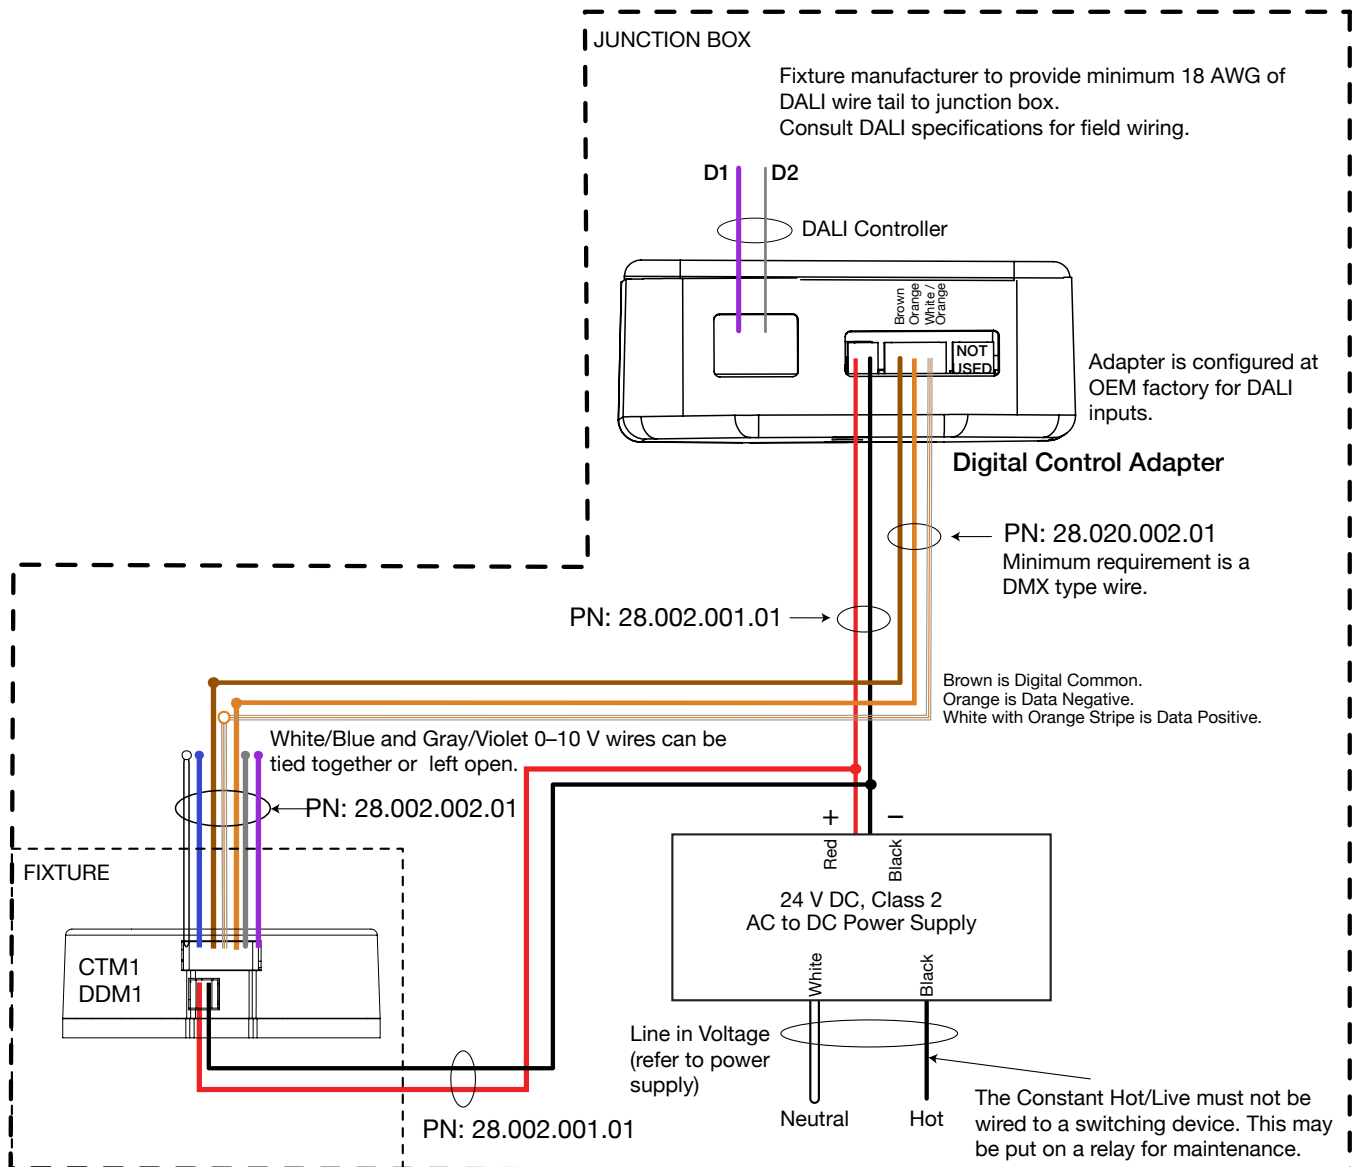 JUNCTION BOX
Fixture manufacturer to provide minimum 18 AWG of
DALI wire tail to junction box.
Consult DALI specifications for field wiring.
D1
D2
DALI Controller
Brown
Orange
White /
Orange
NOT
USED
Adapter is configured at
OEM factory for DALI
inputs.
Digital Control Adapter
PN: 28.020.002.01
Minimum requirement is a
DMX type wire.
PN: 28.002.001.01
Brown is Digital Common.
Orange is Data Negative.
White with Orange Stripe is Data Positive.
White/Blue and Gray/Violet 0–10 V wires can be
tied together or left open.
PN: 28.002.002.01
+
−
Red
Black
FIXTURE
24 V DC, Class 2
AC to DC Power Supply
CTM1
DDM1
White
Black
Line in Voltage
(refer to power
supply)
Neutral
Hot
The Constant Hot/Live must not be
wired to a switching device. This may
be put on a relay for maintenance.
PN: 28.002.001.01